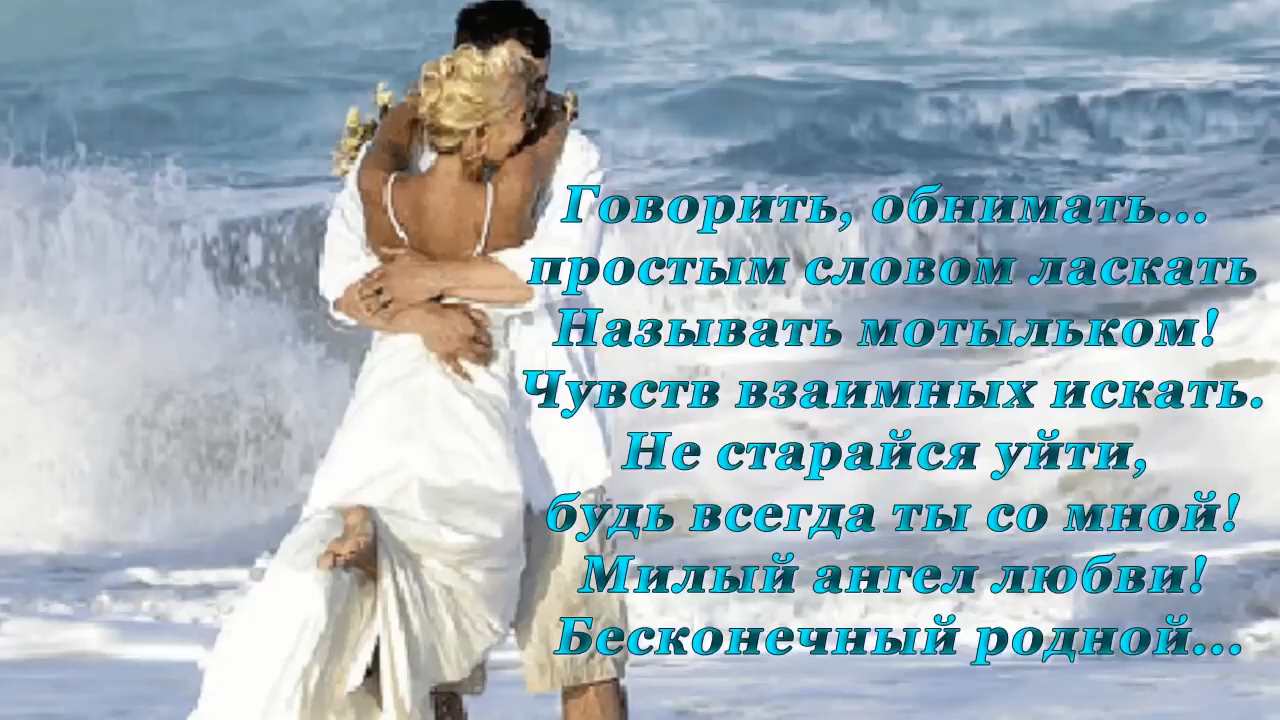 Говорить, обнимать...
простым словом ласкать
Называть мотыльком!
Чувств взаимных искать.
Не старайся уйти,
будь всегда ты со мной!
Милый ангел любви!
Бесконечный родной...